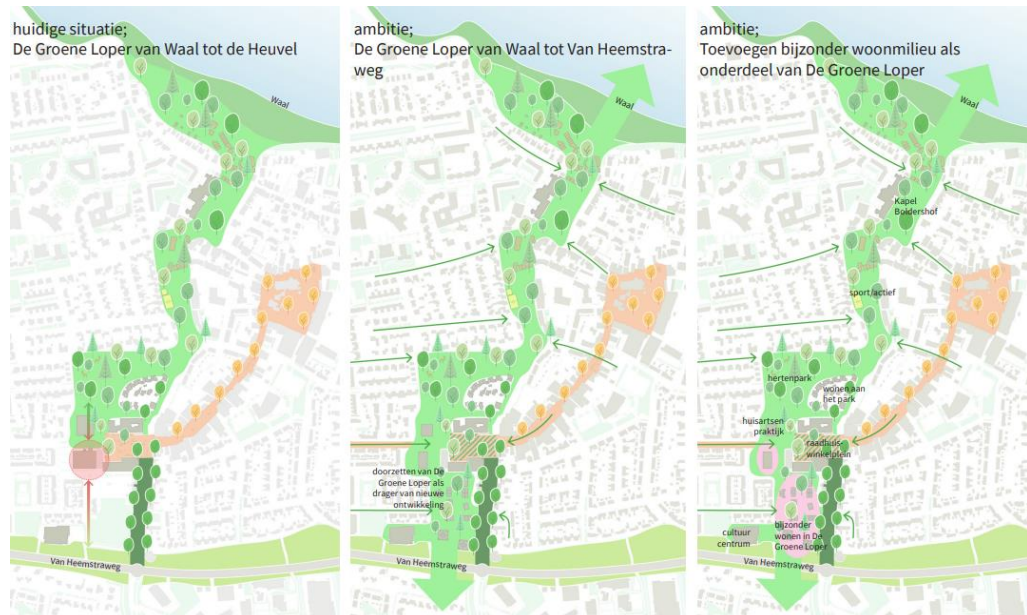 huidige situatie;
De Groene Loper van Waal tot de Heuvel
Waal
Van Heemstraweg
ambitie;
De Groene Loper van Waal tot Van Heemstra-
weg
Waal
doorzetten van De
Groene Loper als
drager van nieuwe
ontwikkeling
Van Heemstraweg
ambitie;
Toevoegen bijzonder woonmilieu als
onderdeel van De Groene Loper
Waal
Kapel
Boldershof
sport/actief
hertenpark
wonen aan
het park
huisartsen
praktijk
raadhuis-
winkelplein
cultuur
centrum
bijzonder
wonen in De
Groene Loper
Van Heemstraweg